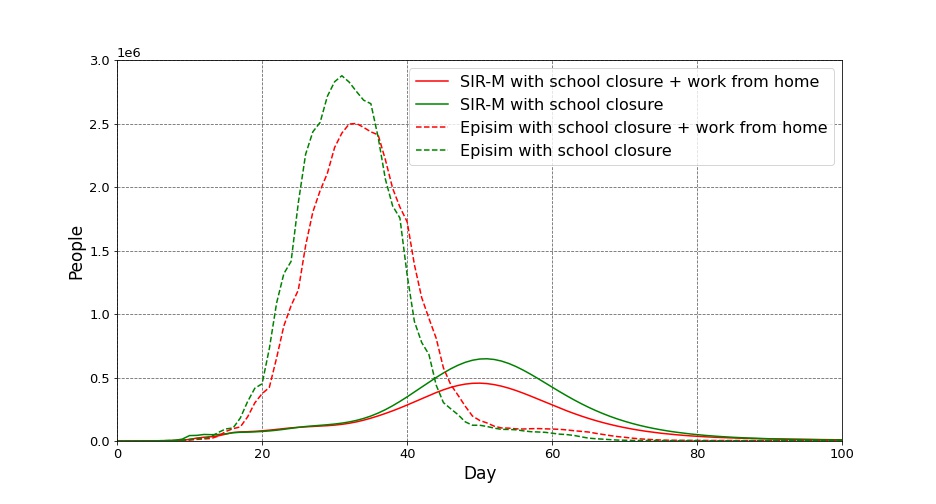 1e6
3.0
2.5
2.0
1.5
1.0
0.5
0.0
People
SIR-M with school closure + work from home
SIR-M with school closure
Episim with school closure + work from home
Episim with school closure
0 20 40 60 80 100
Day